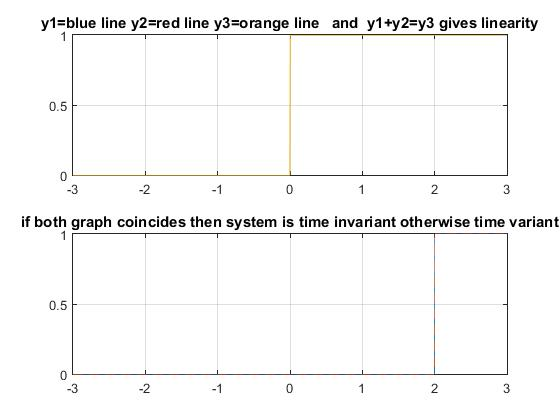 y1=blue line y2=red line y3=orange line and y1+y2=y3 gives linearity
1
0.5
0
-3 -2 -1 0 1 2 3
if both graph coincides then system is time invariant otherwise time variant
1
0.5
0
-3 -2 -1 0 1 2 3